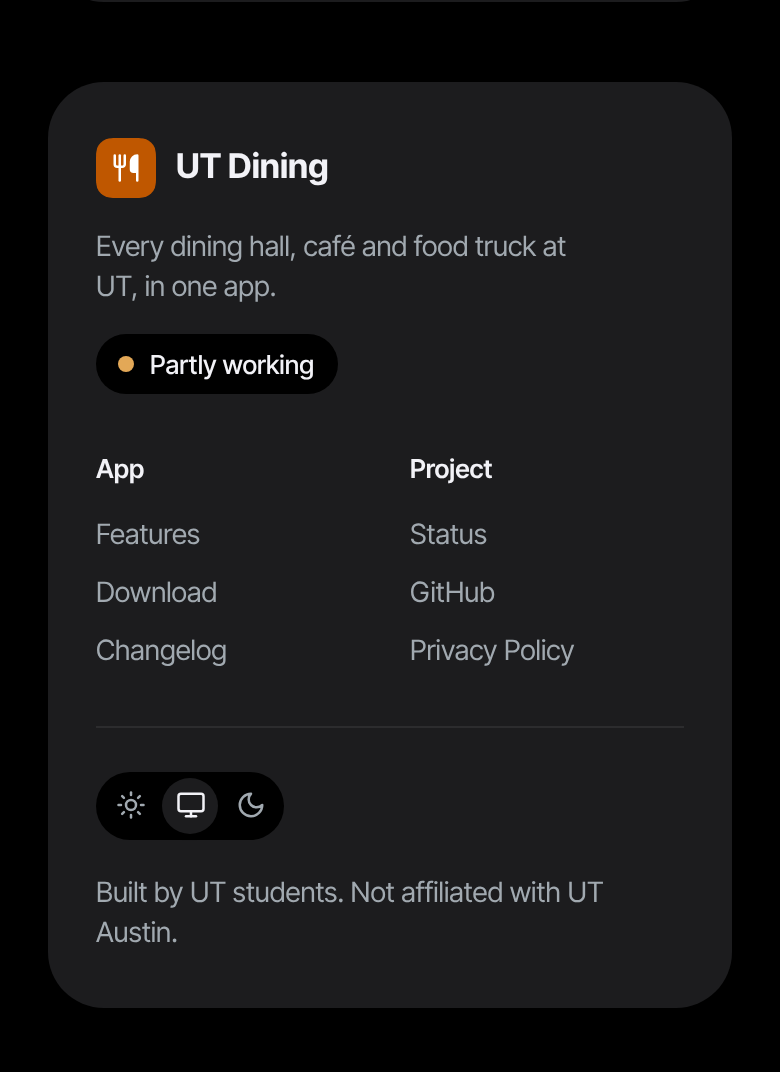 UT Dining
Every dining hall, café and food truck at
UT, in one app.
Partly working
App
Features
Download
Changelog
Project
Status
GitHub
Privacy Policy
Built by UT students. Not affiliated with UT
Austin.